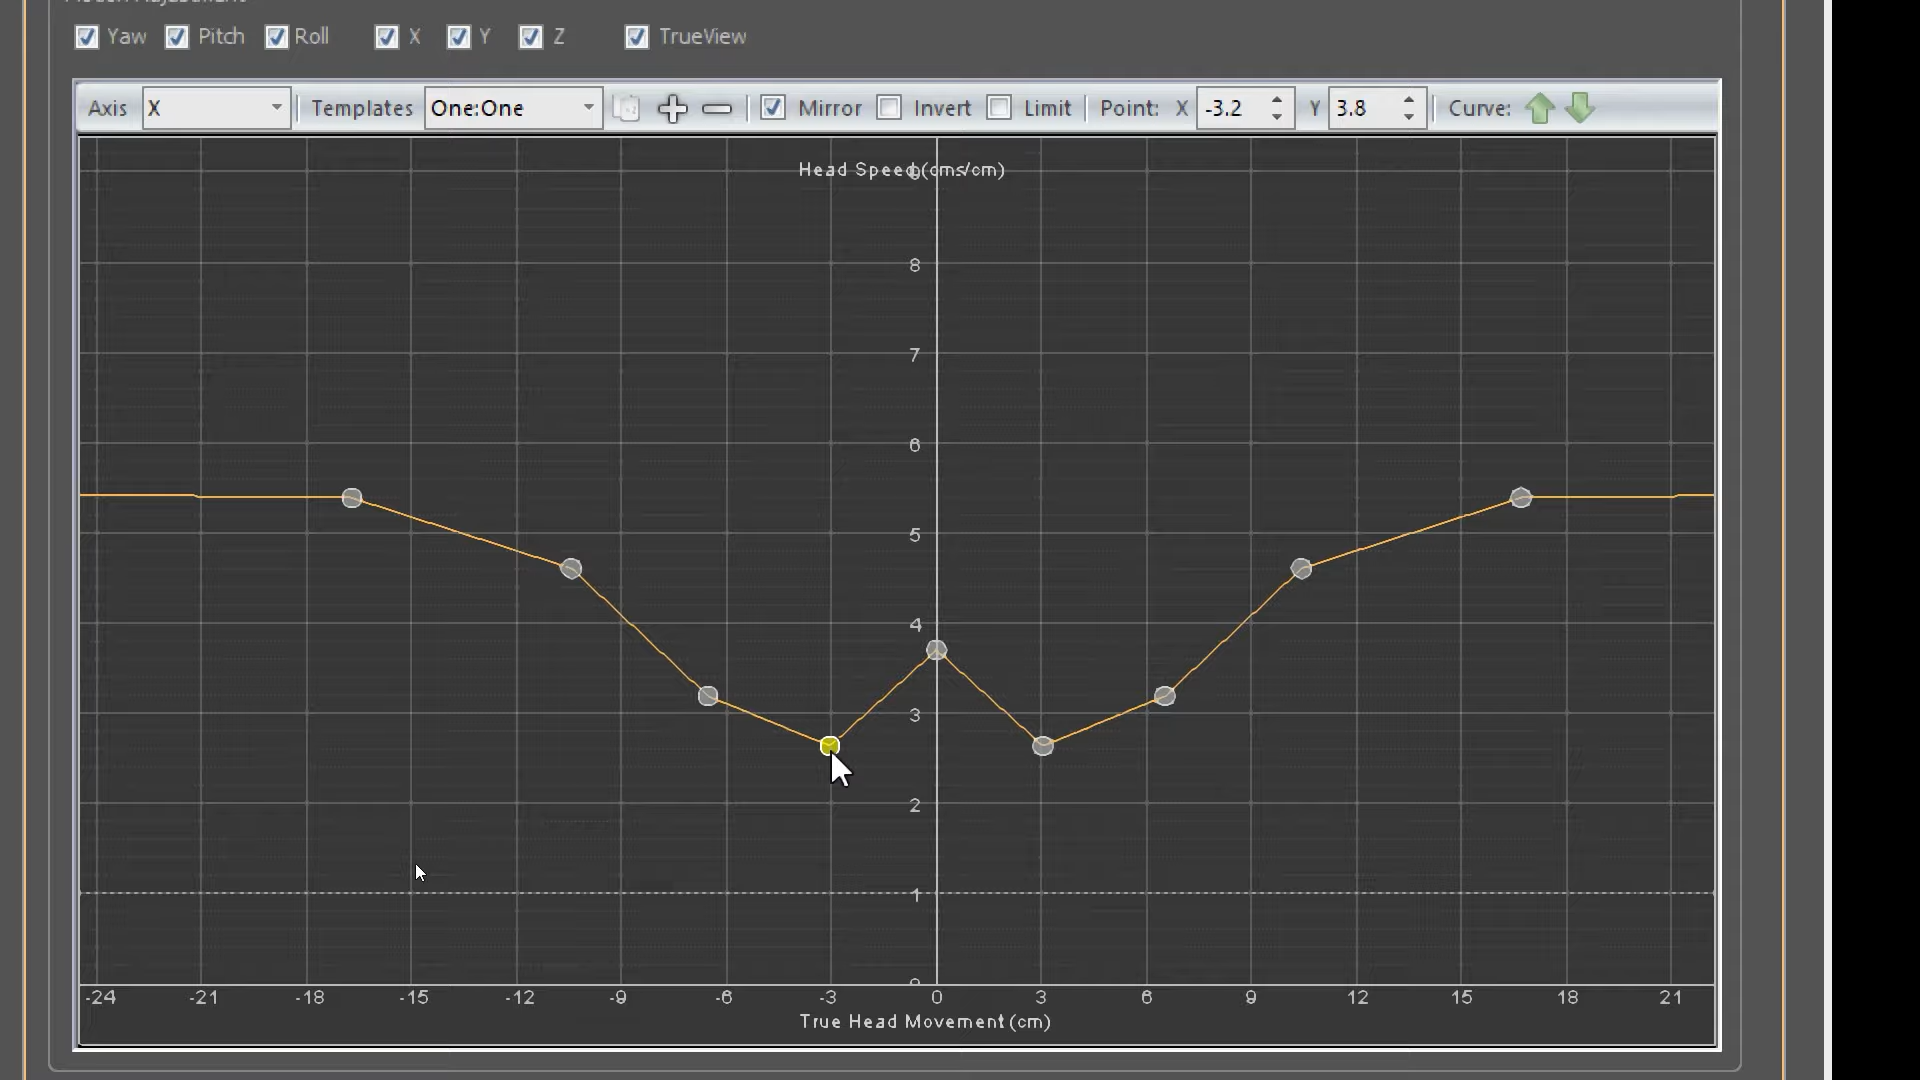 Yaw Pitch Roll X Y Z TrueView
Axis X Templates One:One Mirror Invert Limit Point: X -3.2 Y 3.8 Curve:
Head Speed (cms/cm)
8
7
6
5
4
3
2
1
-24 -21 -18 -15 -12 -9 -6 -3 0 3 6 9 12 15 18 21
True Head Movement (cm)